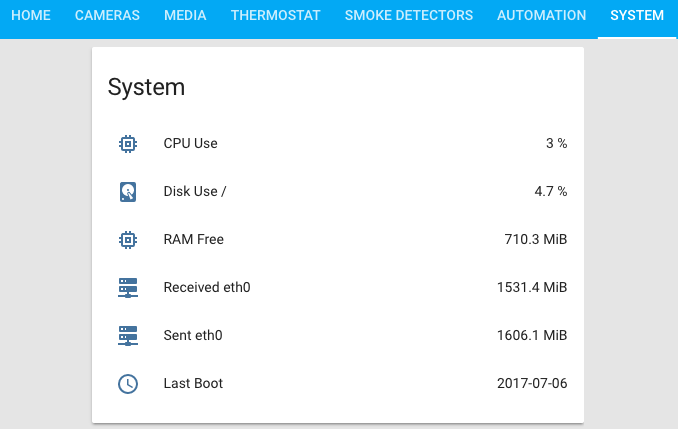 HOME CAMERAS MEDIA THERMOSTAT SMOKE DETECTORS AUTOMATION SYSTEM
System
CPU Use 3 %
Disk Use / 4.7 %
RAM Free 710.3 MiB
Received eth0 1531.4 MiB
Sent eth0 1606.1 MiB
Last Boot 2017-07-06